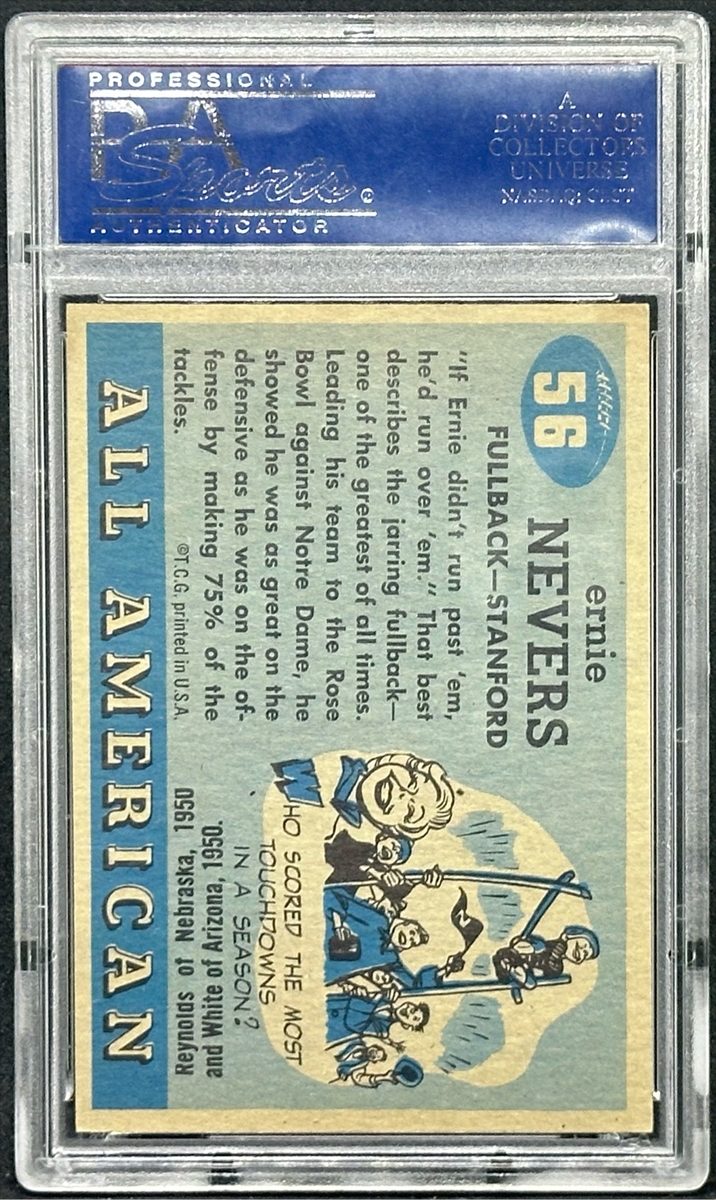 PROFESSIONAL
PSA
Sports
AUTHENTICATOR
A
DIVISION OF
COLLECTORS
UNIVERSE
NASDAQ: CLCT
56
ernie
NEVERS
FULLBACK—STANFORD
"If Ernie didn't run past 'em,
he'd run over 'em." That best
describes the jarring fullback—
one of the greatest of all times.
Leading his team to the Rose
Bowl against Notre Dame, he
showed he was as great on the
defensive as he was on the of-
fense by making 75% of the
tackles.
©T.C.G. printed in U.S.A.
N
WHO SCORED THE MOST
TOUCHDOWNS
IN A SEASON?
Reynolds of Nebraska, 1950
and White of Arizona, 1950.
ALL AMERICAN